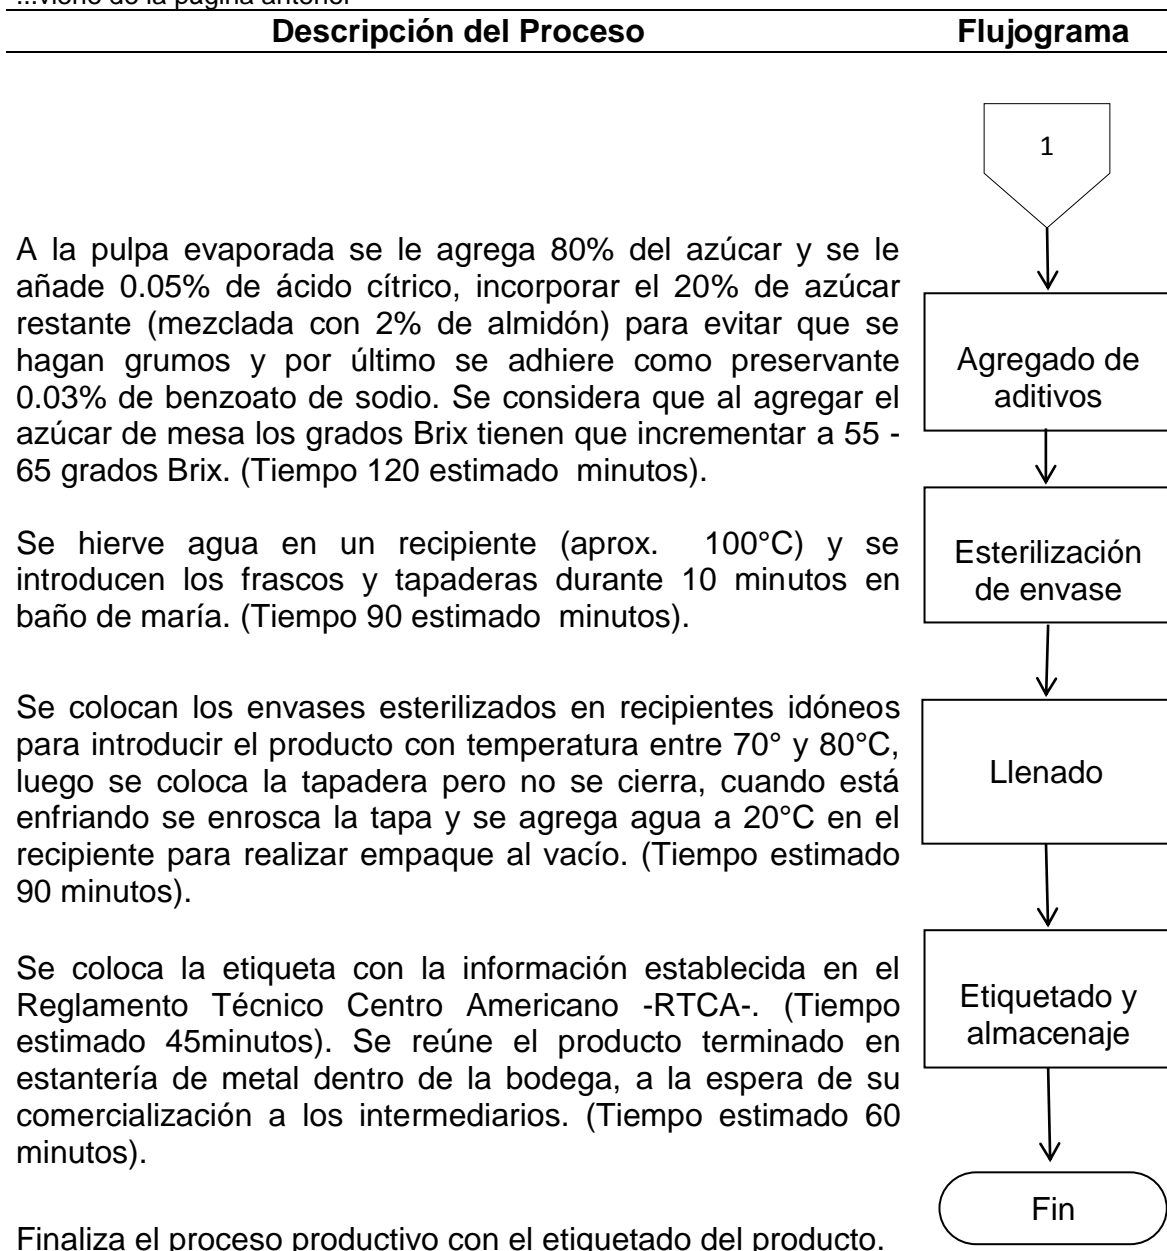 ...viene de la página anterior
Descripción del Proceso Flujograma
1
A la pulpa evaporada se le agrega 80% del azúcar y se le
añade 0.05% de ácido cítrico, incorporar el 20% de azúcar
restante (mezclada con 2% de almidón) para evitar que se
hagan grumos y por último se adhiere como preservante
0.03% de benzoato de sodio. Se considera que al agregar el
azúcar de mesa los grados Brix tienen que incrementar a 55 -
65 grados Brix. (Tiempo 120 estimado minutos).
Agregado de
aditivos
Se hierve agua en un recipiente (aprox. 100°C) y se
introducen los frascos y tapaderas durante 10 minutos en
baño de maría. (Tiempo 90 estimado minutos).
Esterilización
de envase
Se colocan los envases esterilizados en recipientes idóneos
para introducir el producto con temperatura entre 70° y 80°C,
luego se coloca la tapadera pero no se cierra, cuando está
enfriando se enrosca la tapa y se agrega agua a 20°C en el
recipiente para realizar empaque al vacío. (Tiempo estimado
90 minutos).
Llenado
Se coloca la etiqueta con la información establecida en el
Reglamento Técnico Centro Americano -RTCA-. (Tiempo
estimado 45minutos). Se reúne el producto terminado en
estantería de metal dentro de la bodega, a la espera de su
comercialización a los intermediarios. (Tiempo estimado 60
minutos).
Etiquetado y
almacenaje
Finaliza el proceso productivo con el etiquetado del producto.
Fin